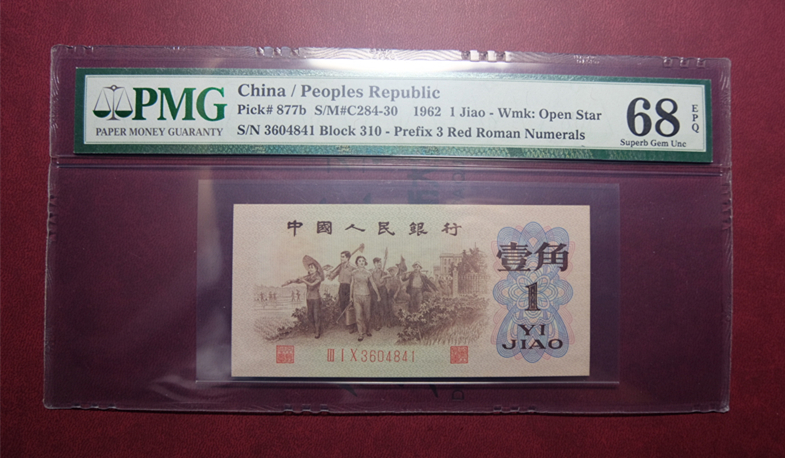 PMG
PAPER MONEY GUARANTY
China / Peoples Republic
Pick# 877b S/M#C284-30 1962 1 Jiao - Wmk: Open Star
S/N 3604841 Block 310 - Prefix 3 Red Roman Numerals
68
EPQ
Superb Gem Unc
中國人民銀行
壹角
1
YI
JIAO
III I X 3604841